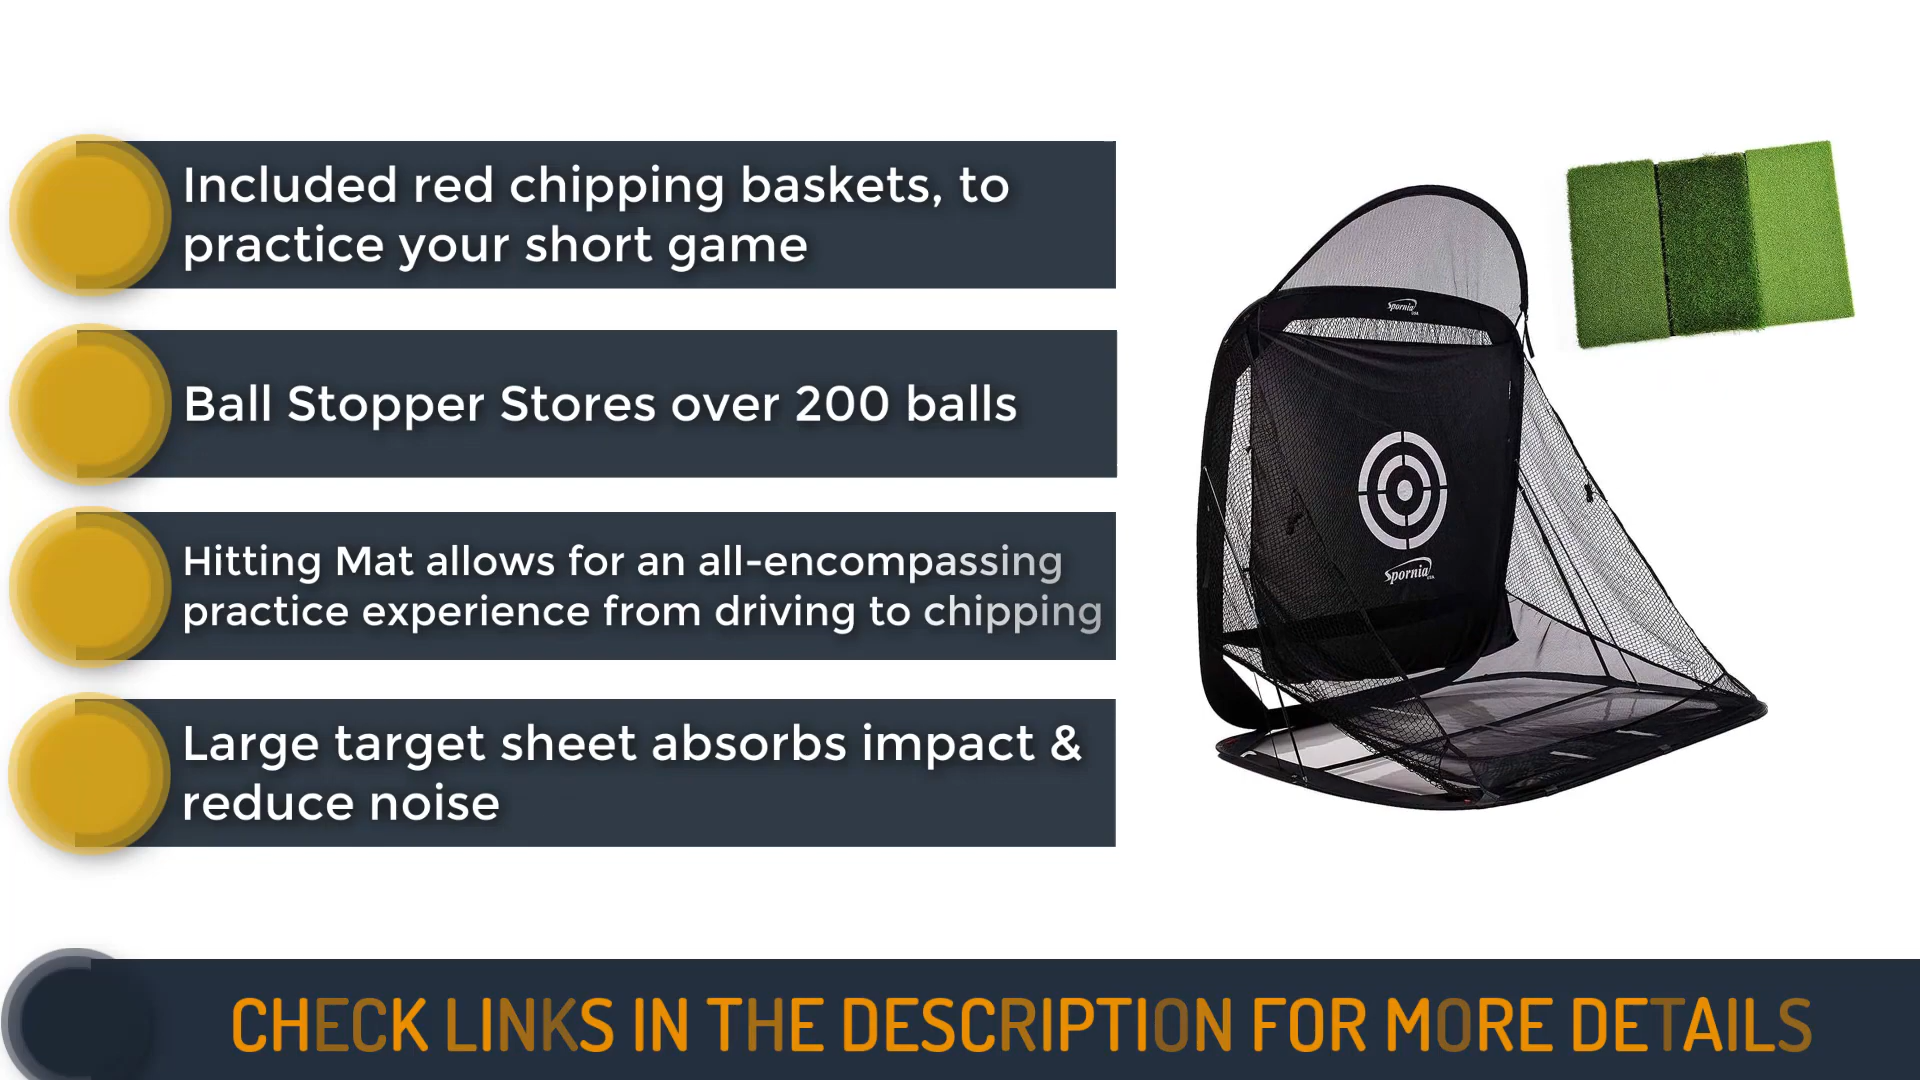 Included red chipping baskets, to
practice your short game
Ball Stopper Stores over 200 balls
Hitting Mat allows for an all-encompassing
practice experience from driving to chipping
Large target sheet absorbs impact &
reduce noise
Spornia
USA
Spornia
USA
CHECK LINKS IN THE DESCRIPTION FOR MORE DETAILS